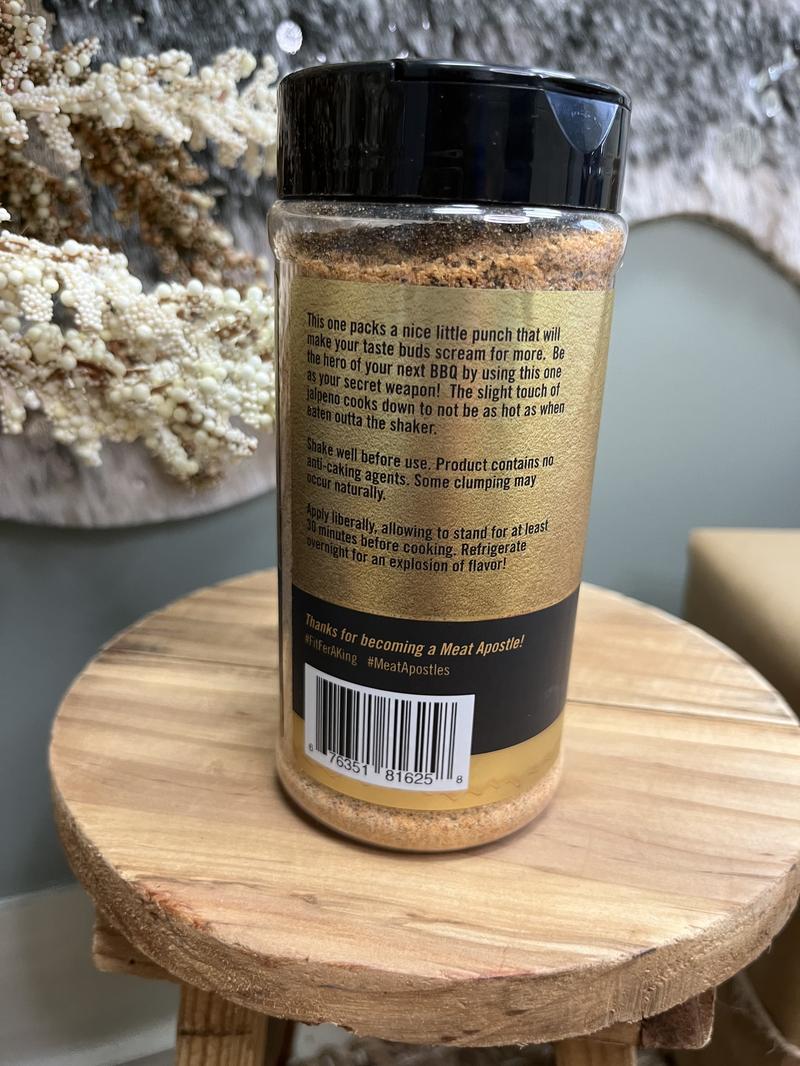 This one packs a nice little punch that will
make your taste buds scream for more. Be
the hero of your next BBQ by using this one
as your secret weapon! The slight touch of
jalpeno cooks down to not be as hot as when
eaten outta the shaker.
Shake well before use. Product contains no
anti-caking agents. Some clumping may
occur naturally.
Apply liberally, allowing to stand for at least
30 minutes before cooking. Refrigerate
overnight for an explosion of flavor!
Thanks for becoming a Meat Apostle!
#FitFerAKing #MeatApostles
6 76351 81625 8